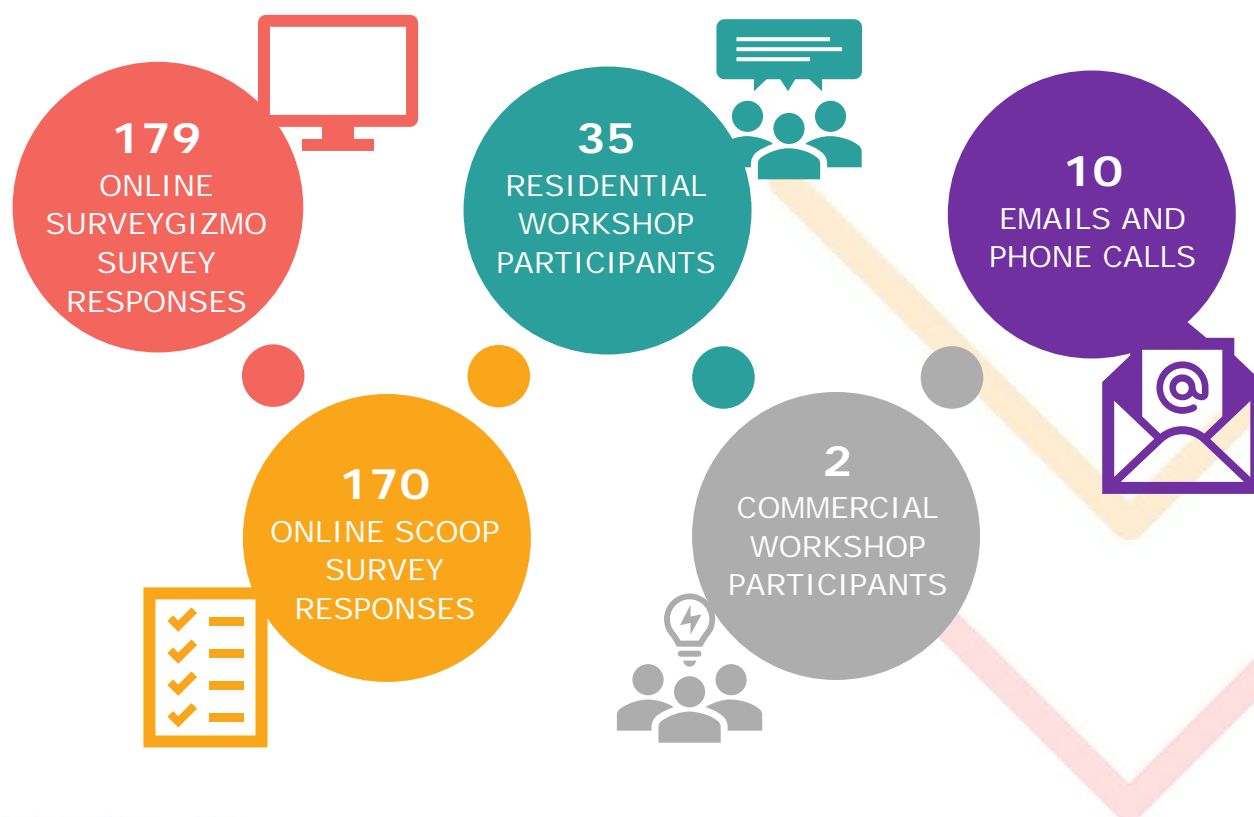 179
ONLINE
SURVEYGIZMO
SURVEY
RESPONSES
35
RESIDENTIAL
WORKSHOP
PARTICIPANTS
10
EMAILS AND
PHONE CALLS
170
ONLINE SCOOP
SURVEY
RESPONSES
2
COMMERCIAL
WORKSHOP
PARTICIPANTS